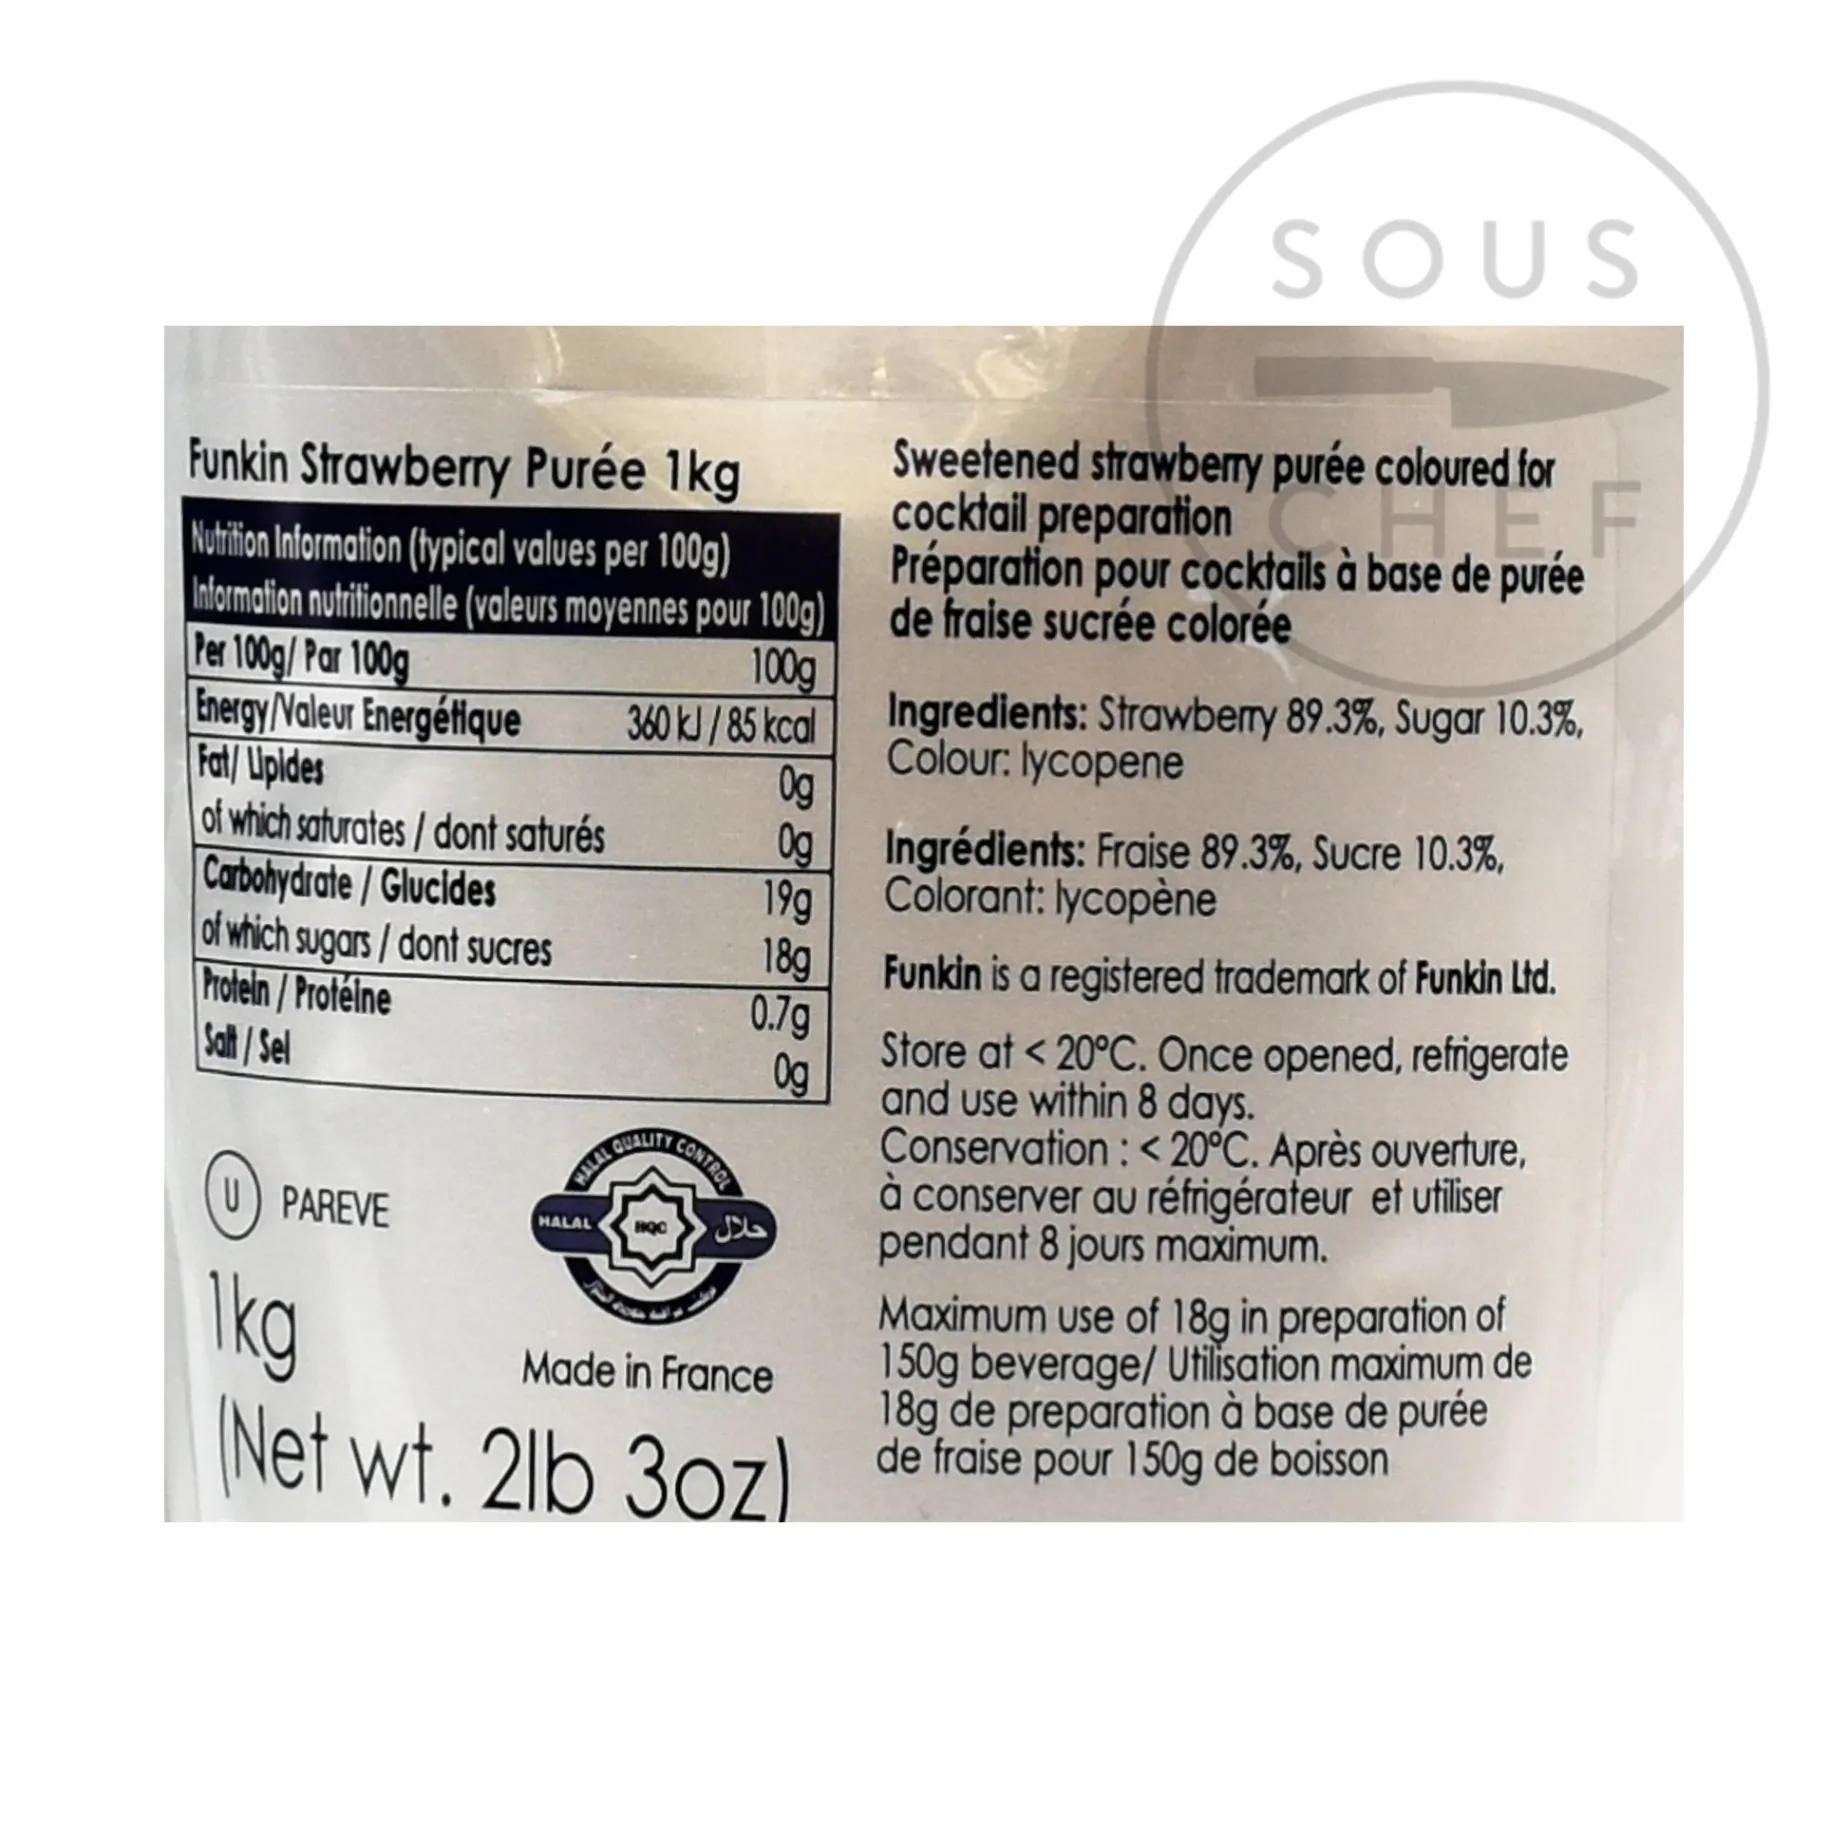 SOUS
CHEF
Funkin Strawberry Purée 1kg
Nutrition Information (typical values per 100g)
Information nutritionnelle (valeurs moyennes pour 100g)
Per 100g/ Par 100g 100g
Energy/Valeur Energétique 360 kJ / 85 kcal
Fat/ Lipides 0g
of which saturates / dont saturés 0g
Carbohydrate / Glucides 19g
of which sugars / dont sucres 18g
Protein / Protéine 0.7g
Salt / Sel 0g
U PAREVE
HALAL QUALITY CONTROL
HALAL HQC حلال
1kg
Made in France
(Net wt. 2lb 3oz)
Sweetened strawberry purée coloured for
cocktail preparation
Préparation pour cocktails à base de purée
de fraise sucrée colorée
Ingredients: Strawberry 89.3%, Sugar 10.3%,
Colour: lycopene
Ingrédients: Fraise 89.3%, Sucre 10.3%,
Colorant: lycopène
Funkin is a registered trademark of Funkin Ltd.
Store at < 20°C. Once opened, refrigerate
and use within 8 days.
Conservation : < 20°C. Après ouverture,
à conserver au réfrigérateur et utiliser
pendant 8 jours maximum.
Maximum use of 18g in preparation of
150g beverage/ Utilisation maximum de
18g de preparation à base de purée
de fraise pour 150g de boisson